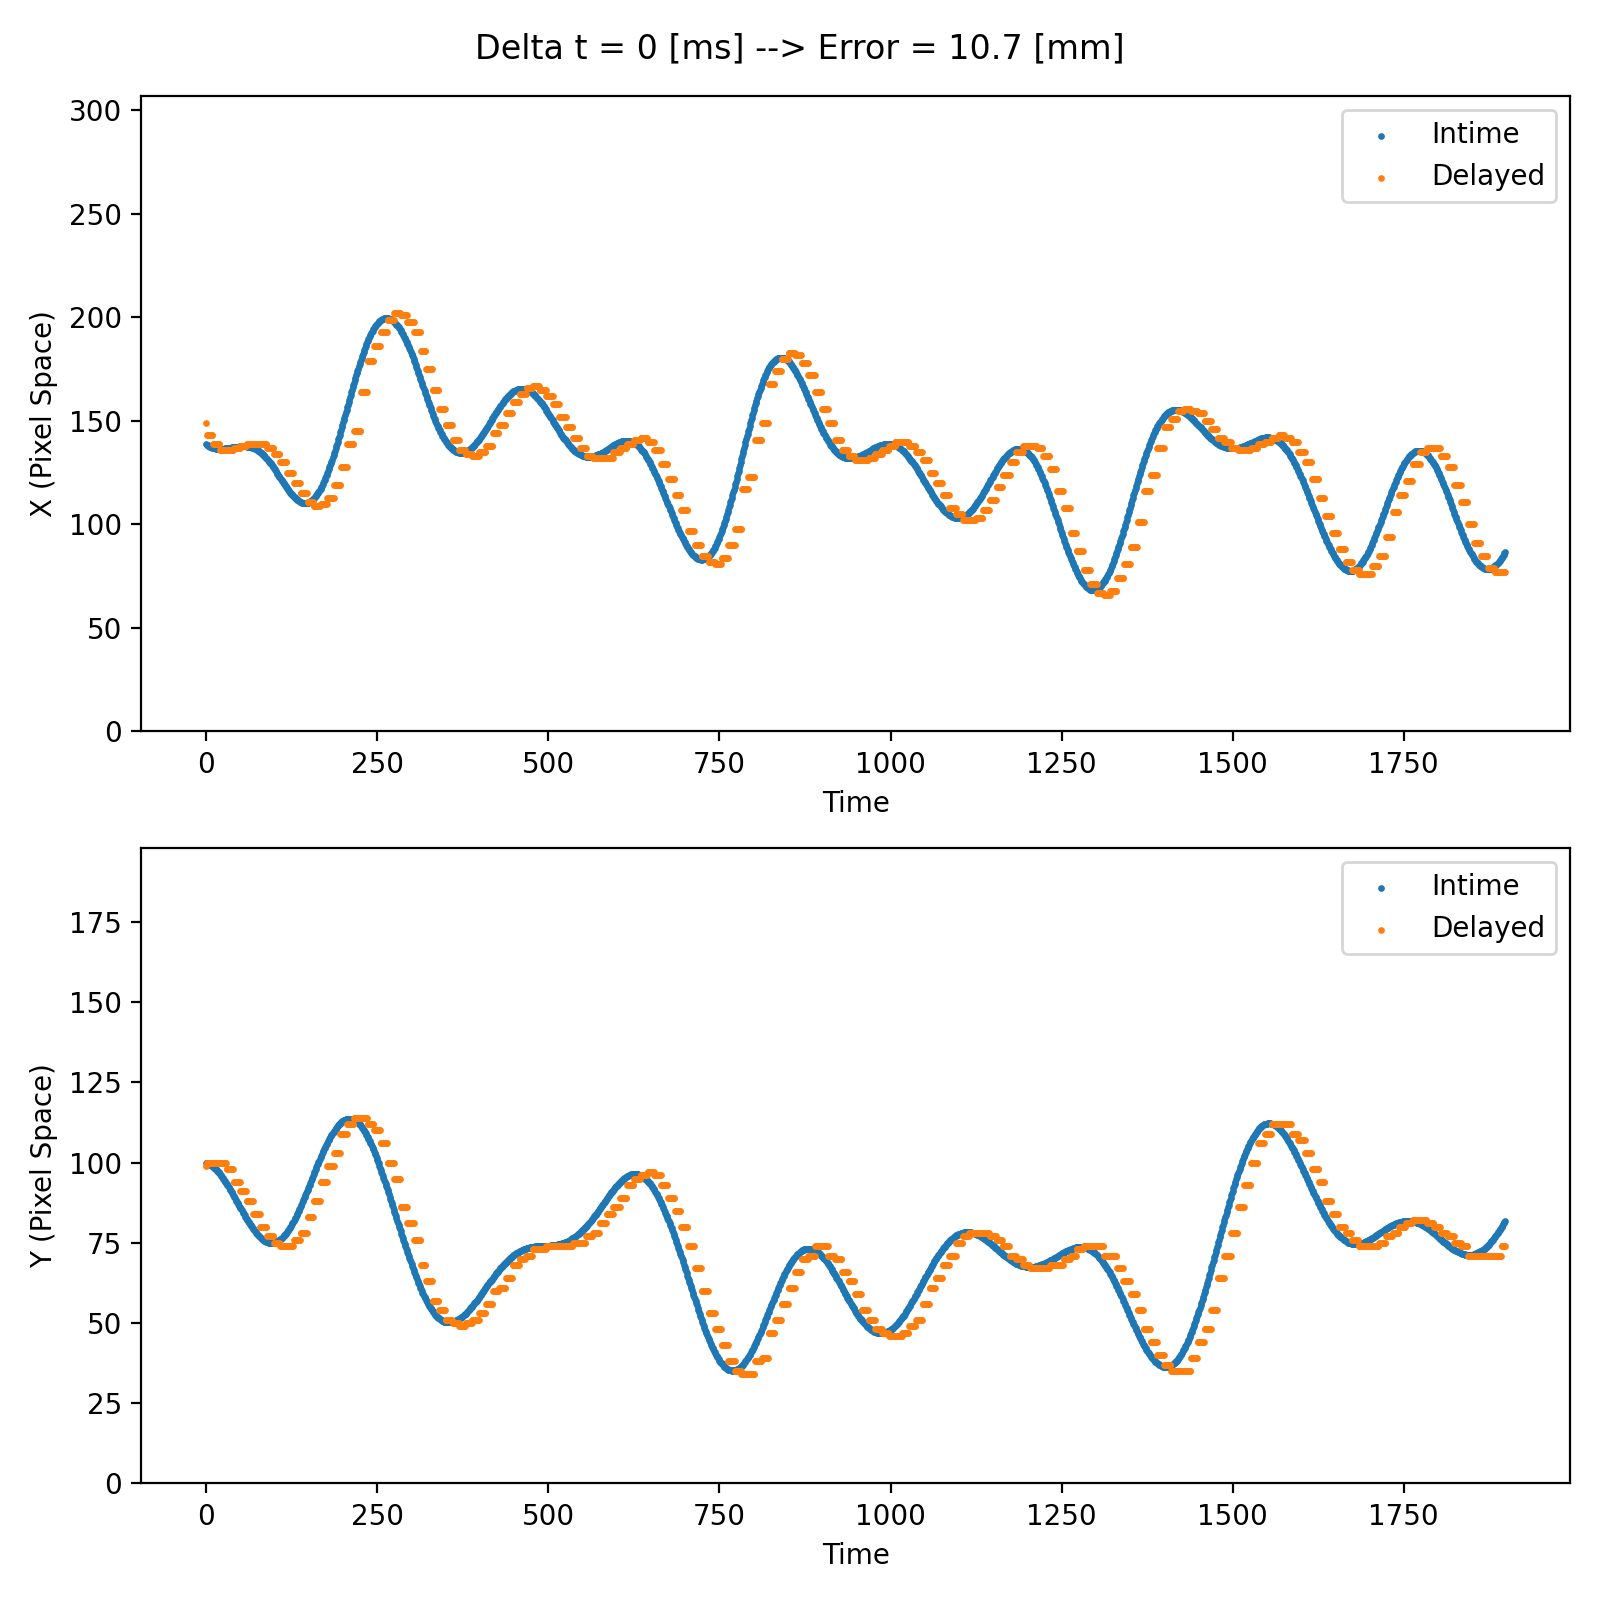 Delta t = 0 [ms] --> Error = 10.7 [mm]
300
250
200
150
100
50
0
X (Pixel Space)
Intime
Delayed
0 250 500 750 1000 1250 1500 1750
Time
175
150
125
100
75
50
25
0
Y (Pixel Space)
Intime
Delayed
0 250 500 750 1000 1250 1500 1750
Time